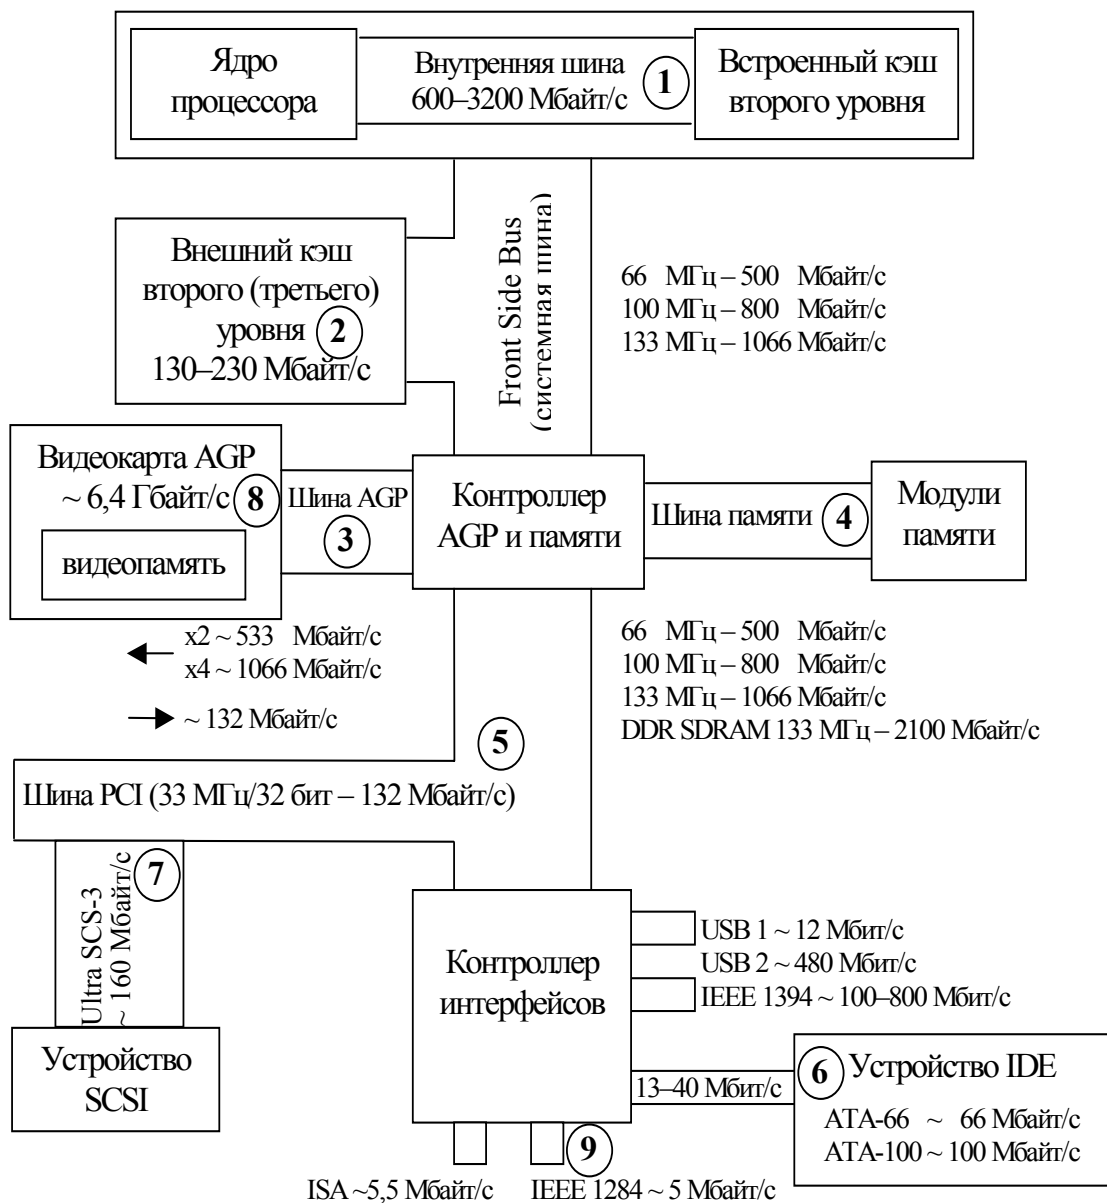 Ядро
процессора
Внутренняя шина
600–3200 Мбайт/с
1
Встроенный кэш
второго уровня
Внешний кэш
второго (третьего)
уровня
2
130–230 Мбайт/с
Front Side Bus
(системная шина)
66 МГц – 500 Мбайт/с
100 МГц – 800 Мбайт/с
133 МГц – 1066 Мбайт/с
Видеокарта AGP
~ 6,4 Гбайт/с
8
видеопамять
Шина AGP
3
Контроллер
AGP и памяти
Шина памяти
4
Модули
памяти
x2 ~ 533 Мбайт/с
x4 ~ 1066 Мбайт/с
~ 132 Мбайт/с
66 МГц – 500 Мбайт/с
100 МГц – 800 Мбайт/с
133 МГц – 1066 Мбайт/с
DDR SDRAM 133 МГц – 2100 Мбайт/с
5
Шина PCI (33 МГц/32 бит – 132 Мбайт/с)
7
Ultra SCS-3
~ 160 Мбайт/с
Устройство
SCSI
Контроллер
интерфейсов
USB 1 ~ 12 Мбит/с
USB 2 ~ 480 Мбит/с
IEEE 1394 ~ 100–800 Мбит/с
13–40 Мбит/с
6
Устройство IDE
ATA-66 ~ 66 Мбайт/с
ATA-100 ~ 100 Мбайт/с
9
ISA ~5,5 Мбайт/с
IEEE 1284 ~ 5 Мбайт/с